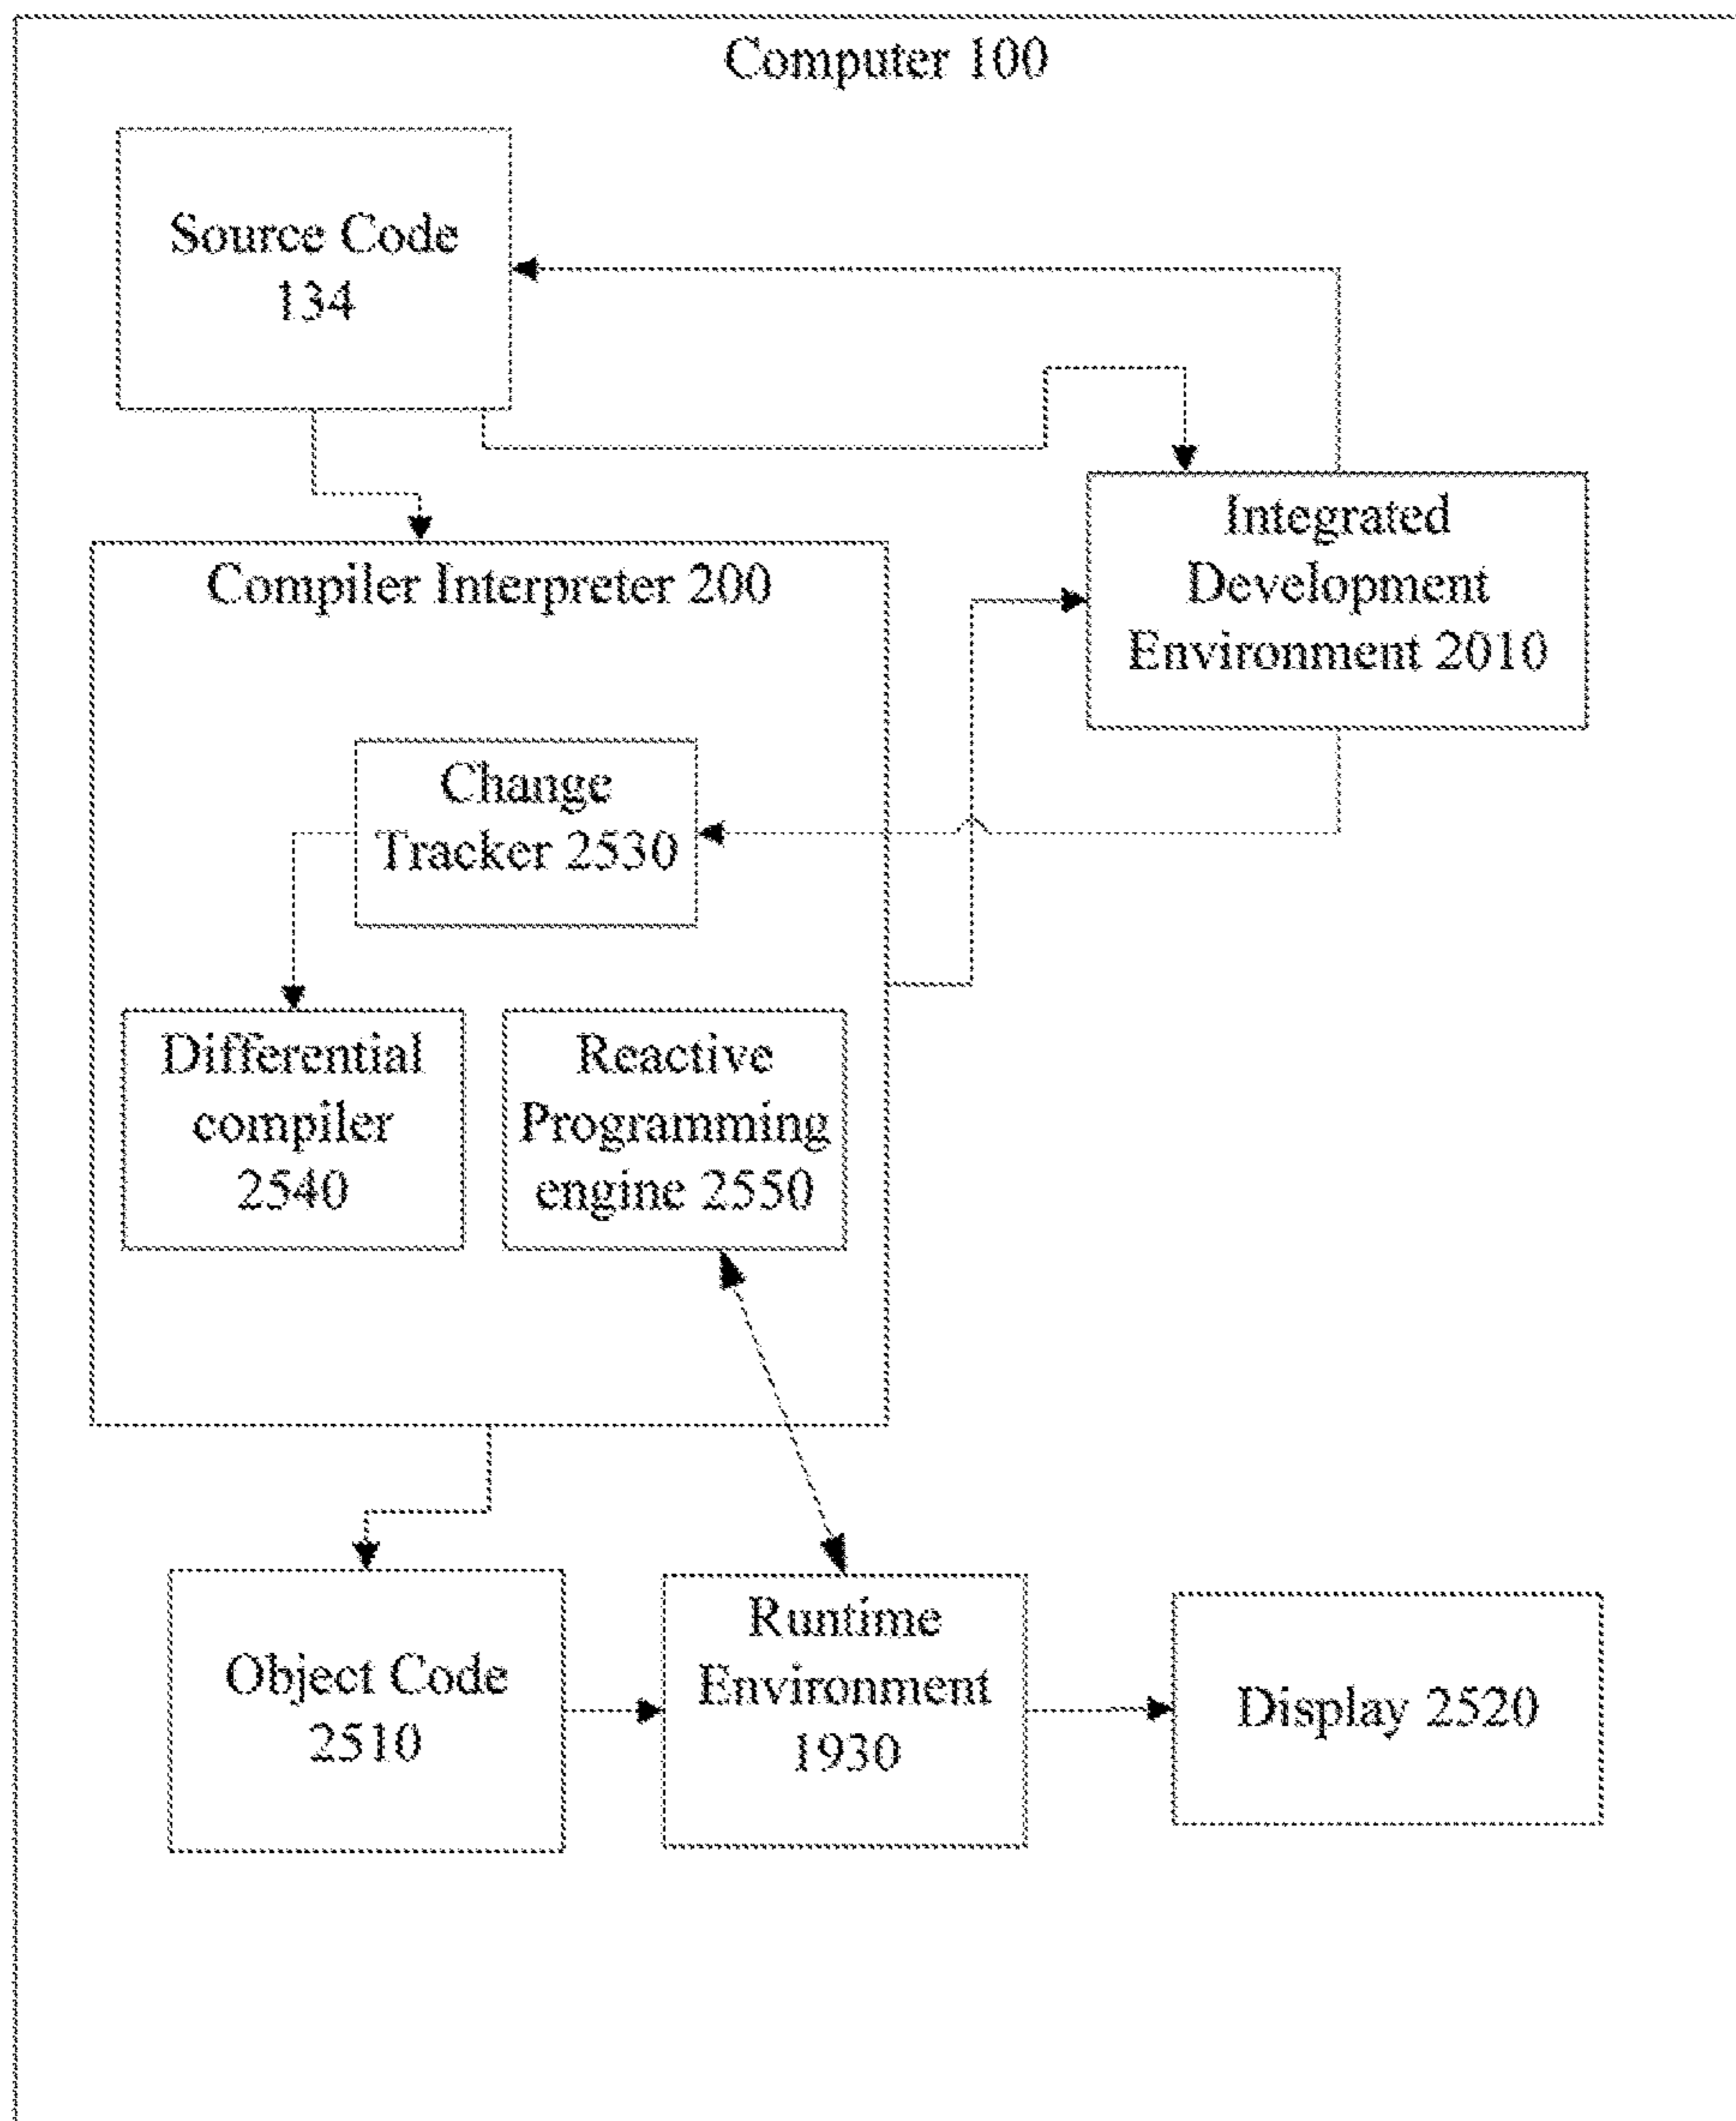 Computer 100
Source Code
134
Integrated
Development
Environment 2010
Compiler Interpreter 200
Change
Tracker 2530
Differential
compiler
2540
Reactive
Programming
engine 2550
Object Code
2510
Runtime
Environment
1930
Display 2520